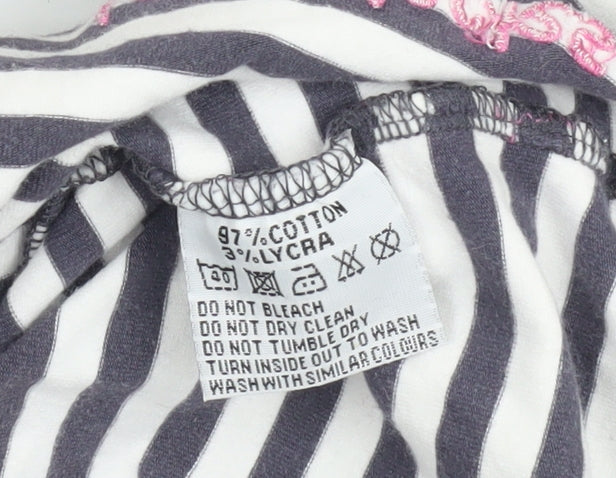 97%COTTON
3%LYCRA
40
DO NOT BLEACH
DO NOT DRY CLEAN
DO NOT TUMBLE DRY
TURN INSIDE OUT TO WASH
WASH WITH SIMILAR COLOURS